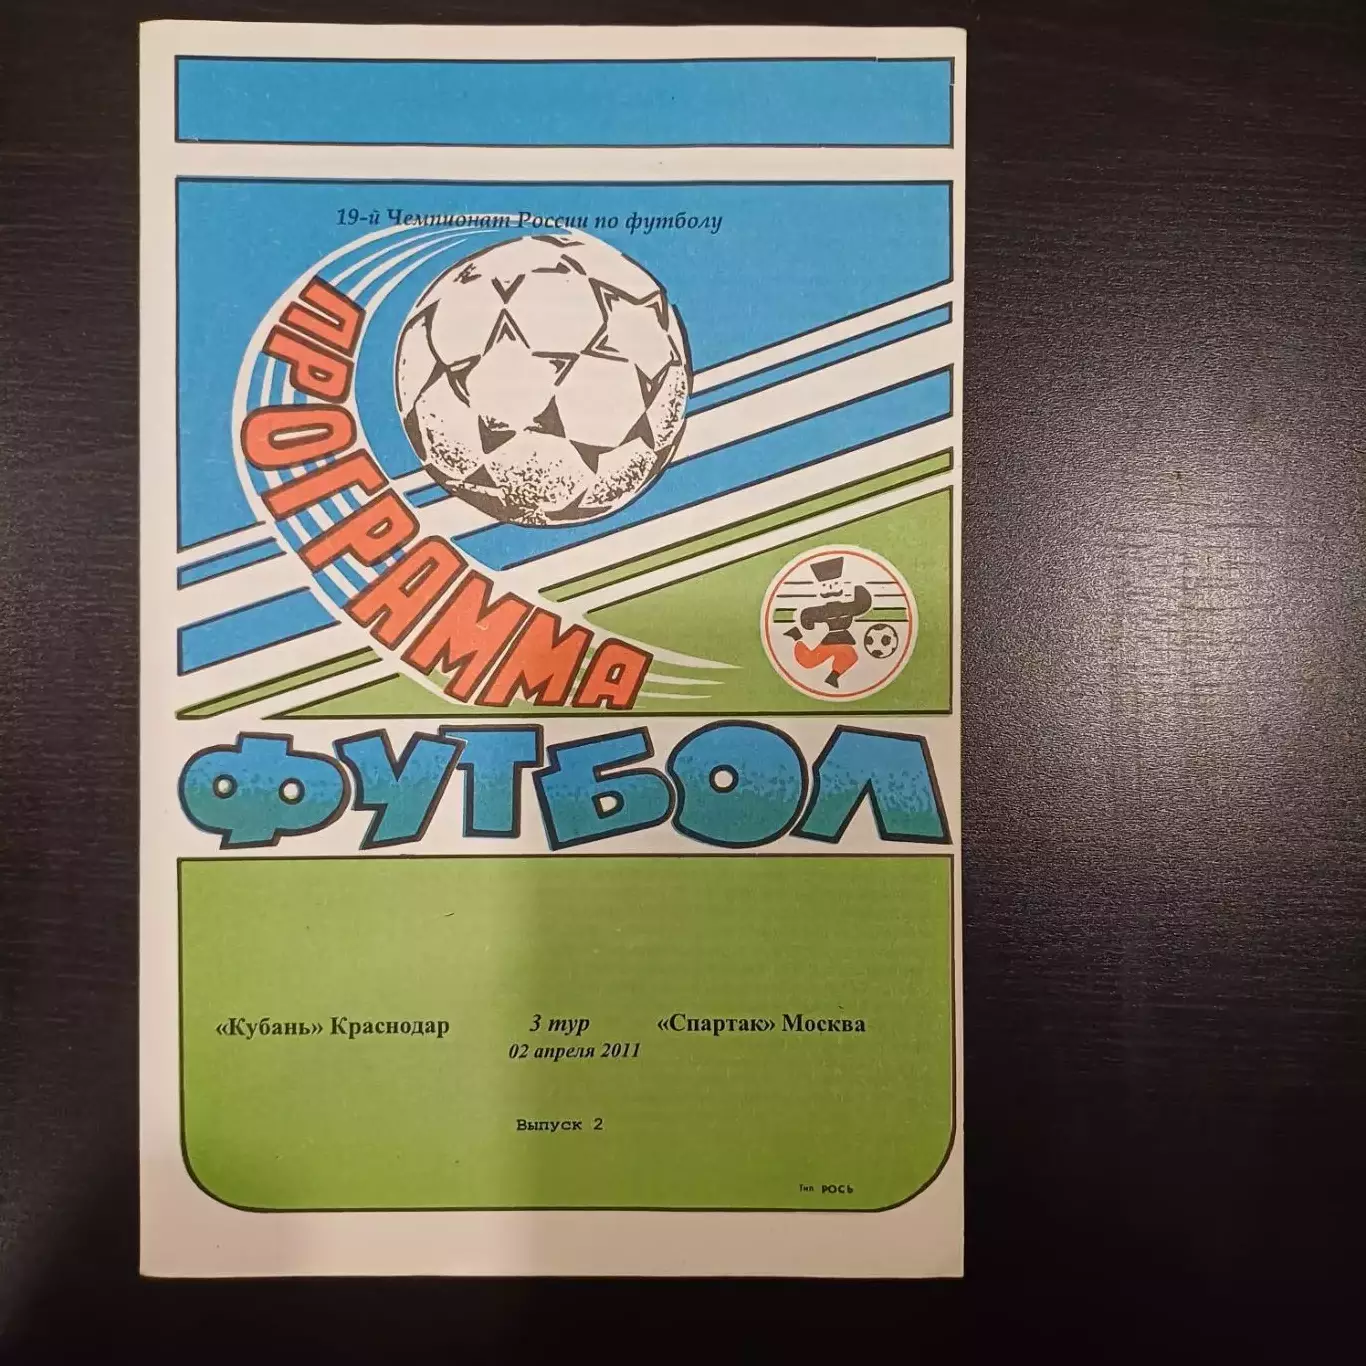 19-й Чемпионат России по футболу
ПРОГРАММА
ФУТБОЛ
«Кубань» Краснодар 3 тур «Спартак» Москва
02 апреля 2011
Выпуск 2
Тип РОСЬ